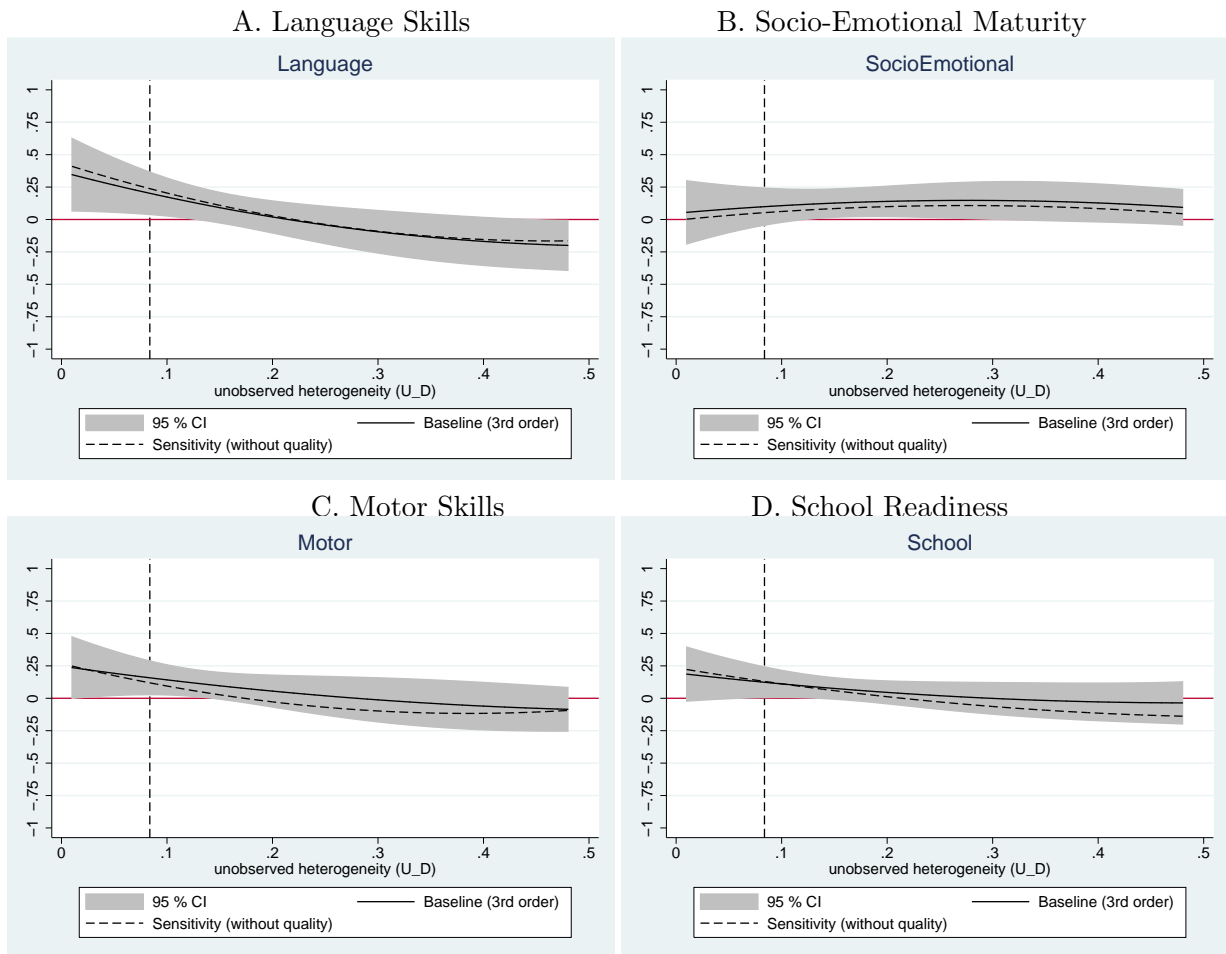 A. Language Skills
Language
1
.75
.5
.25
0
−.25
−.5
−.75
−1
0 .1 .2 .3 .4 .5
unobserved heterogeneity (U_D)
95 % CI Baseline (3rd order)
Sensitivity (without quality)
B. Socio-Emotional Maturity
SocioEmotional
1
.75
.5
.25
0
−.25
−.5
−.75
−1
0 .1 .2 .3 .4 .5
unobserved heterogeneity (U_D)
95 % CI Baseline (3rd order)
Sensitivity (without quality)
C. Motor Skills
Motor
1
.75
.5
.25
0
−.25
−.5
−.75
−1
0 .1 .2 .3 .4 .5
unobserved heterogeneity (U_D)
95 % CI Baseline (3rd order)
Sensitivity (without quality)
D. School Readiness
School
1
.75
.5
.25
0
−.25
−.5
−.75
−1
0 .1 .2 .3 .4 .5
unobserved heterogeneity (U_D)
95 % CI Baseline (3rd order)
Sensitivity (without quality)